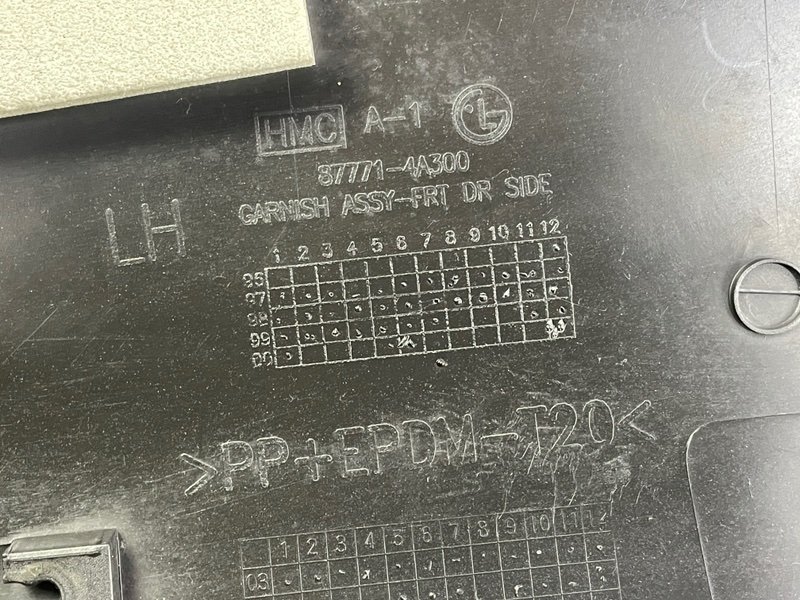 HMC A-1 LG
87771-4A300
LH
GARNISH ASSY-FRT DR SIDE
1 2 3 4 5 6 7 8 9 10 11 12
96
97
98
99
00
>PP+EPDM-T20<
1 2 3 4 5 6 7 8 9 10 11 12
03